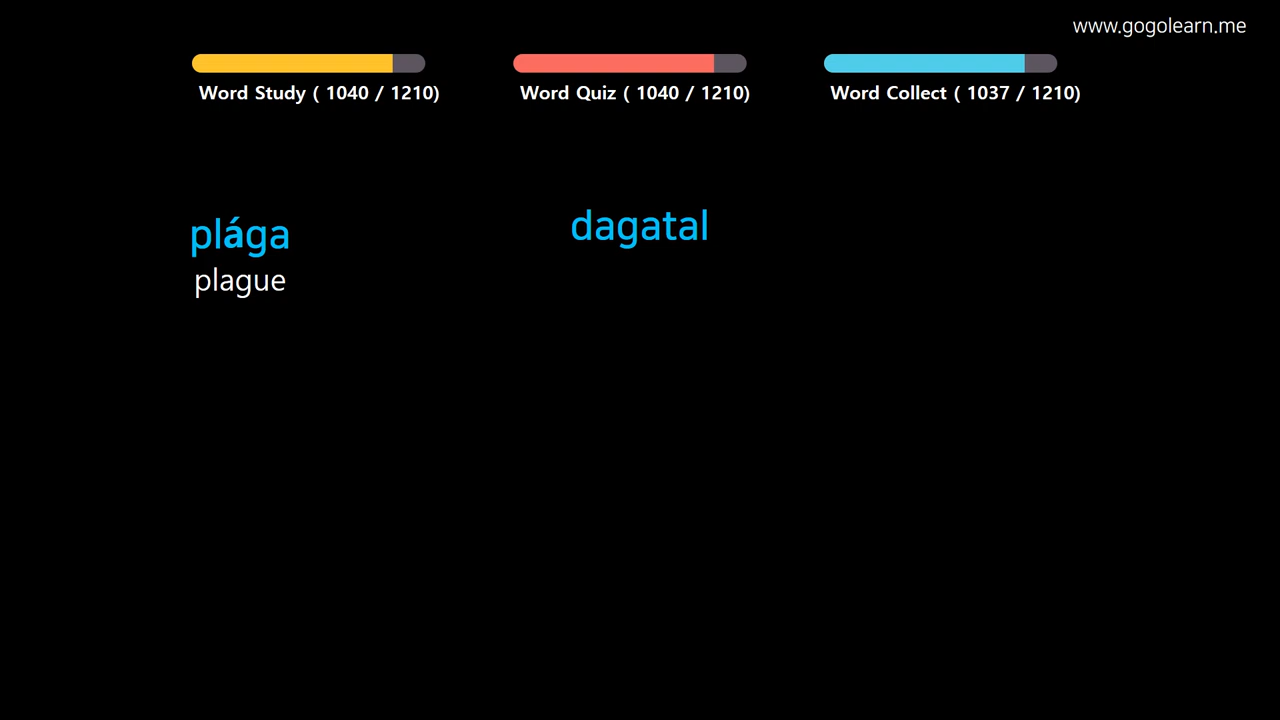 www.gogolearn.me
Word Study ( 1040 / 1210)
Word Quiz ( 1040 / 1210)
Word Collect ( 1037 / 1210)
plága
plague
dagatal